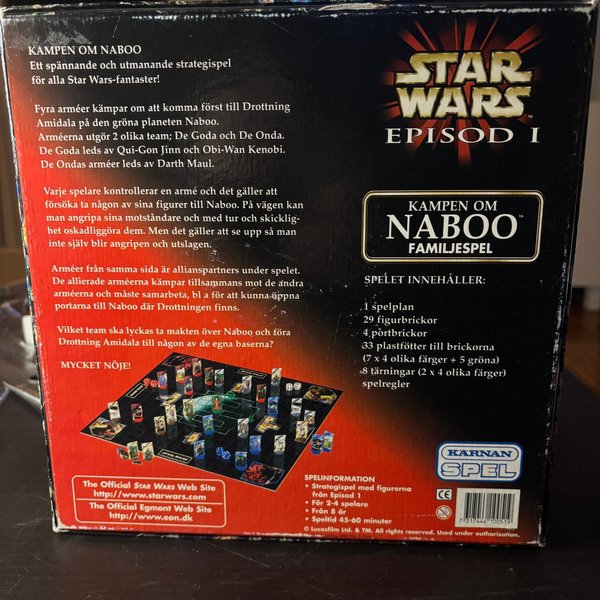 KAMPEN OM NABOO
Ett spännande och utmanande strategispel
för alla Star Wars-fantaster!
Fyra arméer kämpar om att komma först till Drottning
Amidala på den gröna planeten Naboo.
Arméerna utgör 2 olika team; De Goda och De Onda.
De Goda leds av Qui-Gon Jinn och Obi-Wan Kenobi.
De Ondas arméer leds av Darth Maul.
Varje spelare kontrollerar en armé och det gäller att
försöka ta någon av sina figurer till Naboo. På vägen kan
man angripa sina motståndare och med tur och skicklig-
het oskadliggöra dem. Men det gäller att se upp så man
inte själv blir angripen och utslagen.
Arméer från samma sida är allianspartners under spelet.
De allierade arméerna kämpar tillsammans mot de andra
arméerna och måste samarbeta, bl a för att kunna öppna
portarna till Naboo där Drottningen finns.
Vilket team ska lyckas ta makten över Naboo och föra
Drottning Amidala till någon av de egna baserna?
MYCKET NÖJE!
STAR WARS
The Official STAR WARS Web Site
http://www.starwars.com
The Official Egmont Web Site
http://www.eon.dk
STAR
WARS
EPISOD I
KAMPEN OM
NABOO™
FAMILJESPEL
SPELET INNEHÅLLER:
1 spelplan
29 figurbrickor
4 portbrickor
33 plastfötter till brickorna
(7 x 4 olika färger + 5 gröna)
8 tärningar (2 x 4 olika färger)
spelregler
KARNAN
SPEL
SPELINFORMATION
• Strategispel med figurerna
från Episod 1
• För 2-4 spelare
• Från 8 år
• Speltid 45-60 minuter
CE
7 317446 100519
© Lucasfilm Ltd. & TM. All rights reserved. Used under authorization.